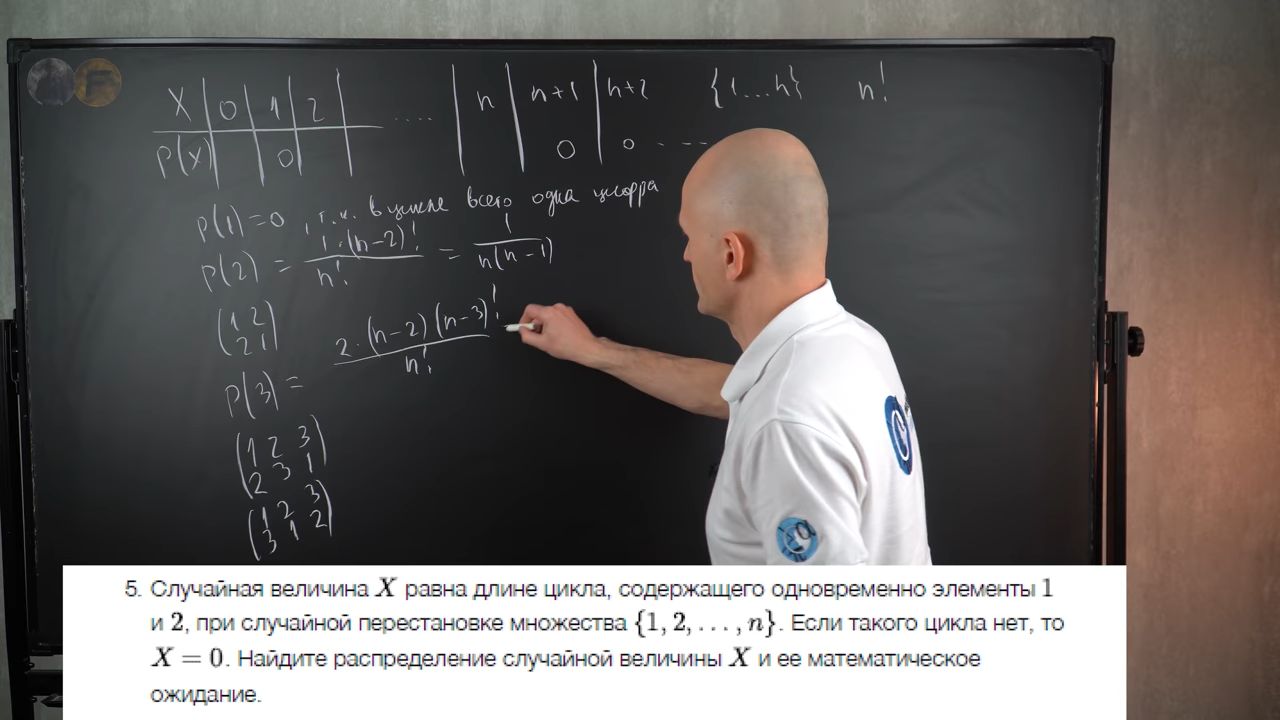 X 0 1 2 .... n n+1 n+2 {1...n} n!
P(x) 0 0 0 ...
P(1)=0, т.к. в цикле всего одна цифра
P(2) = 1·(n-2)!/n! = 1/n(n-1)
(1 2
2 1)
P(3) = 2·(n-2)(n-3)!/n!
(1 2 3
2 3 1)
(1 2 3
3 1 2)
5. Случайная величина X равна длине цикла, содержащего одновременно элементы 1
и 2, при случайной перестановке множества {1, 2, . . . , n}. Если такого цикла нет, то
X = 0. Найдите распределение случайной величины X и ее математическое
ожидание.